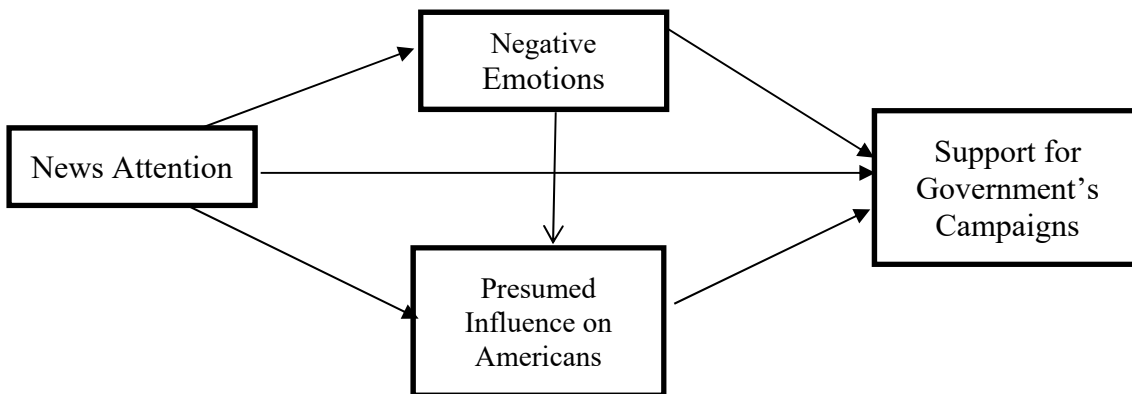 Negative
Emotions
News Attention
Support for
Government’s
Campaigns
Presumed
Influence on
Americans